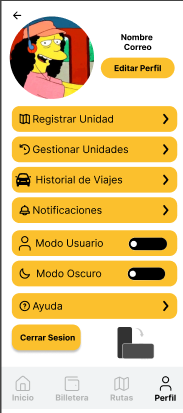 Nombre
Correo
Editar Perfil
Registrar Unidad
Gestionar Unidades
Historial de Viajes
Notificaciones
Modo Usuario
Modo Oscuro
Ayuda
Cerrar Sesion
Inicio
Billetera
Rutas
Perfil